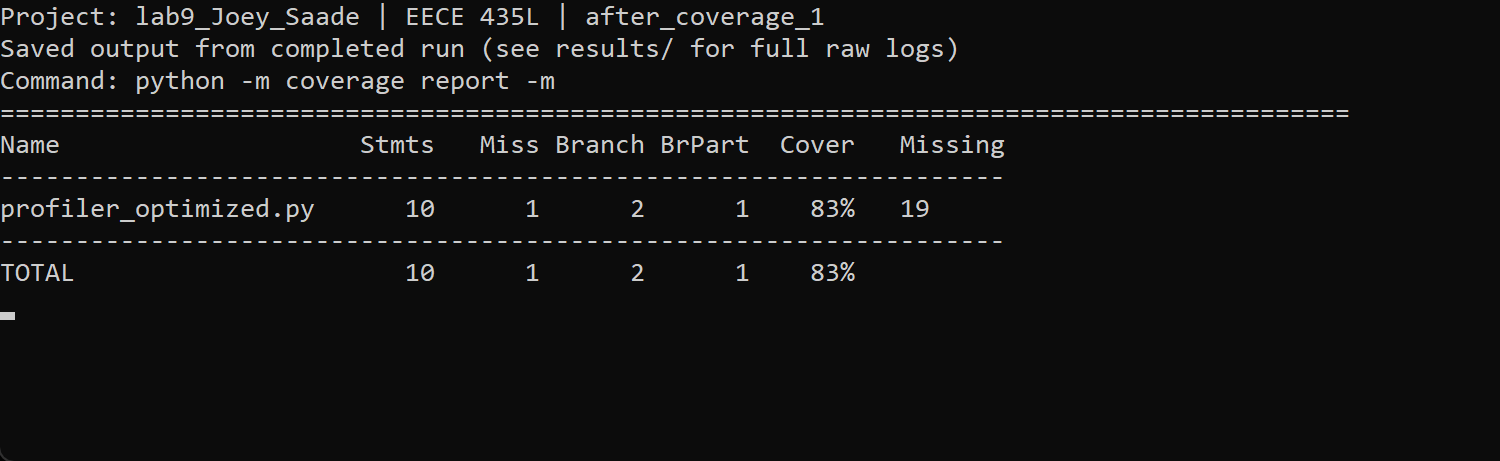 Project: lab9_Joey_Saade | EECE 435L | after_coverage_1
Saved output from completed run (see results/ for full raw logs)
Command: python -m coverage report -m
==========================================================================================
Name                    Stmts   Miss Branch BrPart  Cover   Missing
-------------------------------------------------------------------
profiler_optimized.py      10      1      2      1    83%   19
-------------------------------------------------------------------
TOTAL                      10      1      2      1    83%